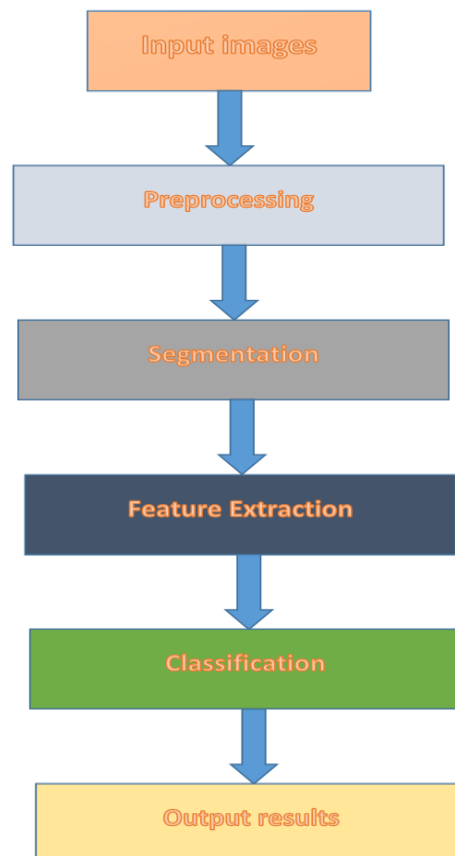 Input images
Preprocessing
Segmentation
Feature Extraction
Classification
Output results